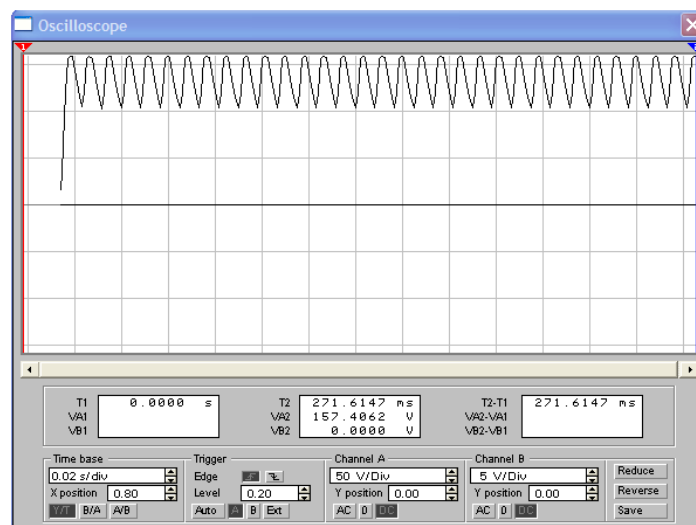 Oscilloscope
1
T1 0.0000 s T2 271.6147 ms T2-T1 271.6147 ms
VA1 VA2 157.4062 V VA2-VA1
VB1 VB2 0.0000 V VB2-VB1
Time base Trigger Channel A Channel B
0.02 s/div Edge 50 V/Div 5 V/Div Reduce
X position 0.80 Level 0.20 Y position 0.00 Y position 0.00 Reverse
Y/T B/A A/B Auto A B Ext AC 0 DC AC 0 DC Save